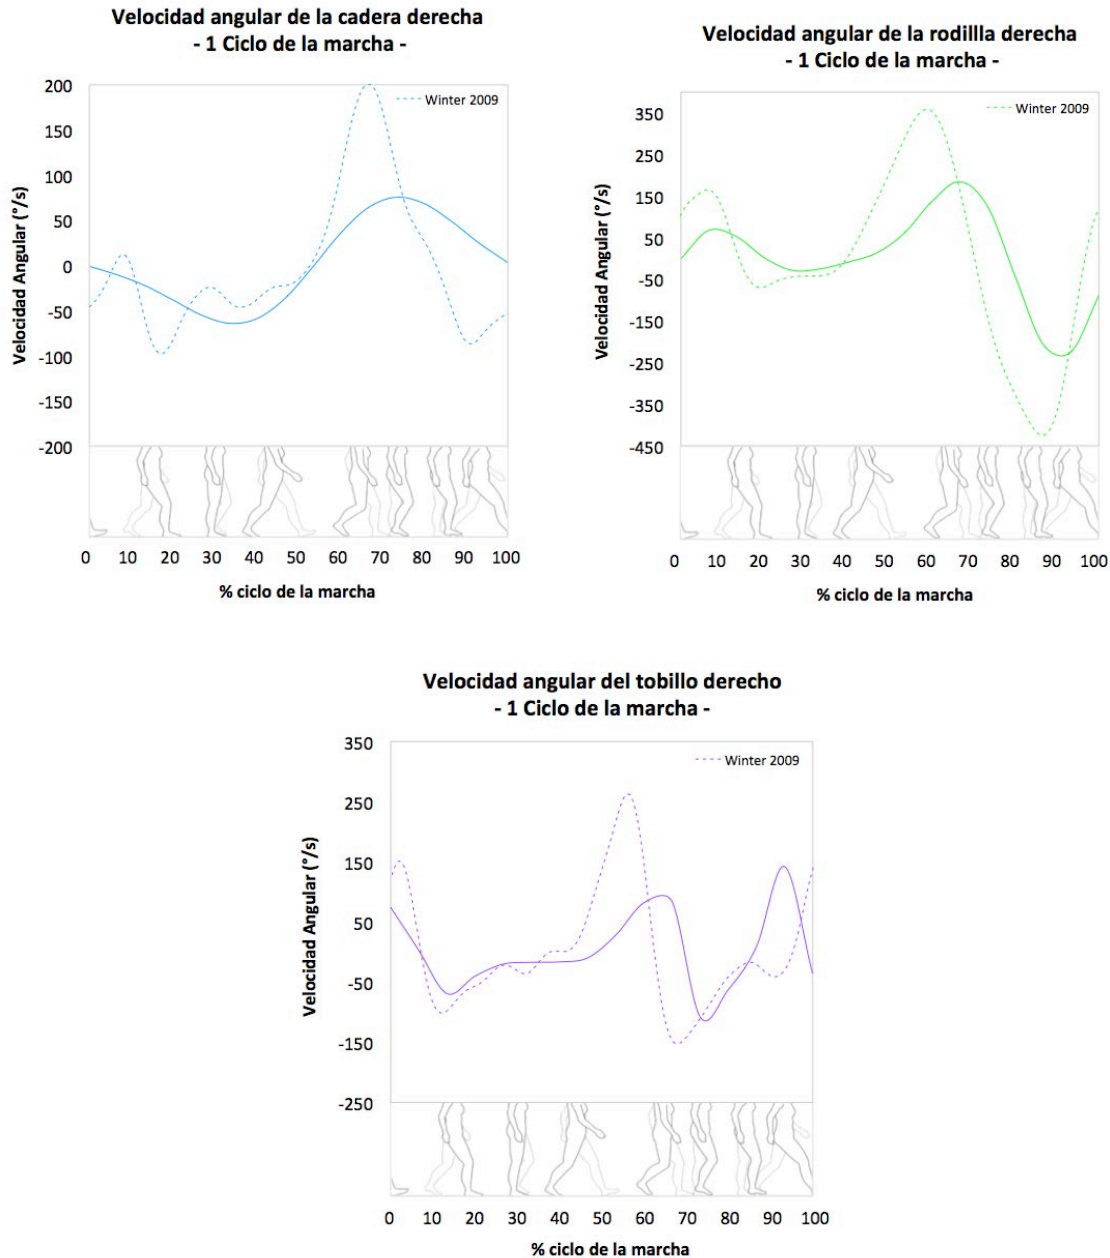 Velocidad angular de la cadera derecha
- 1 Ciclo de la marcha -
Winter 2009
Velocidad Angular (°/s)
200
150
100
50
0
-50
-100
-150
-200
0 10 20 30 40 50 60 70 80 90 100
% ciclo de la marcha
Velocidad angular de la rodillla derecha
- 1 Ciclo de la marcha -
Winter 2009
Velocidad Angular (°/s)
350
250
150
50
-50
-150
-250
-350
-450
0 10 20 30 40 50 60 70 80 90 100
% ciclo de la marcha
Velocidad angular del tobillo derecho
- 1 Ciclo de la marcha -
Winter 2009
Velocidad Angular (°/s)
350
250
150
50
-50
-150
-250
0 10 20 30 40 50 60 70 80 90 100
% ciclo de la marcha